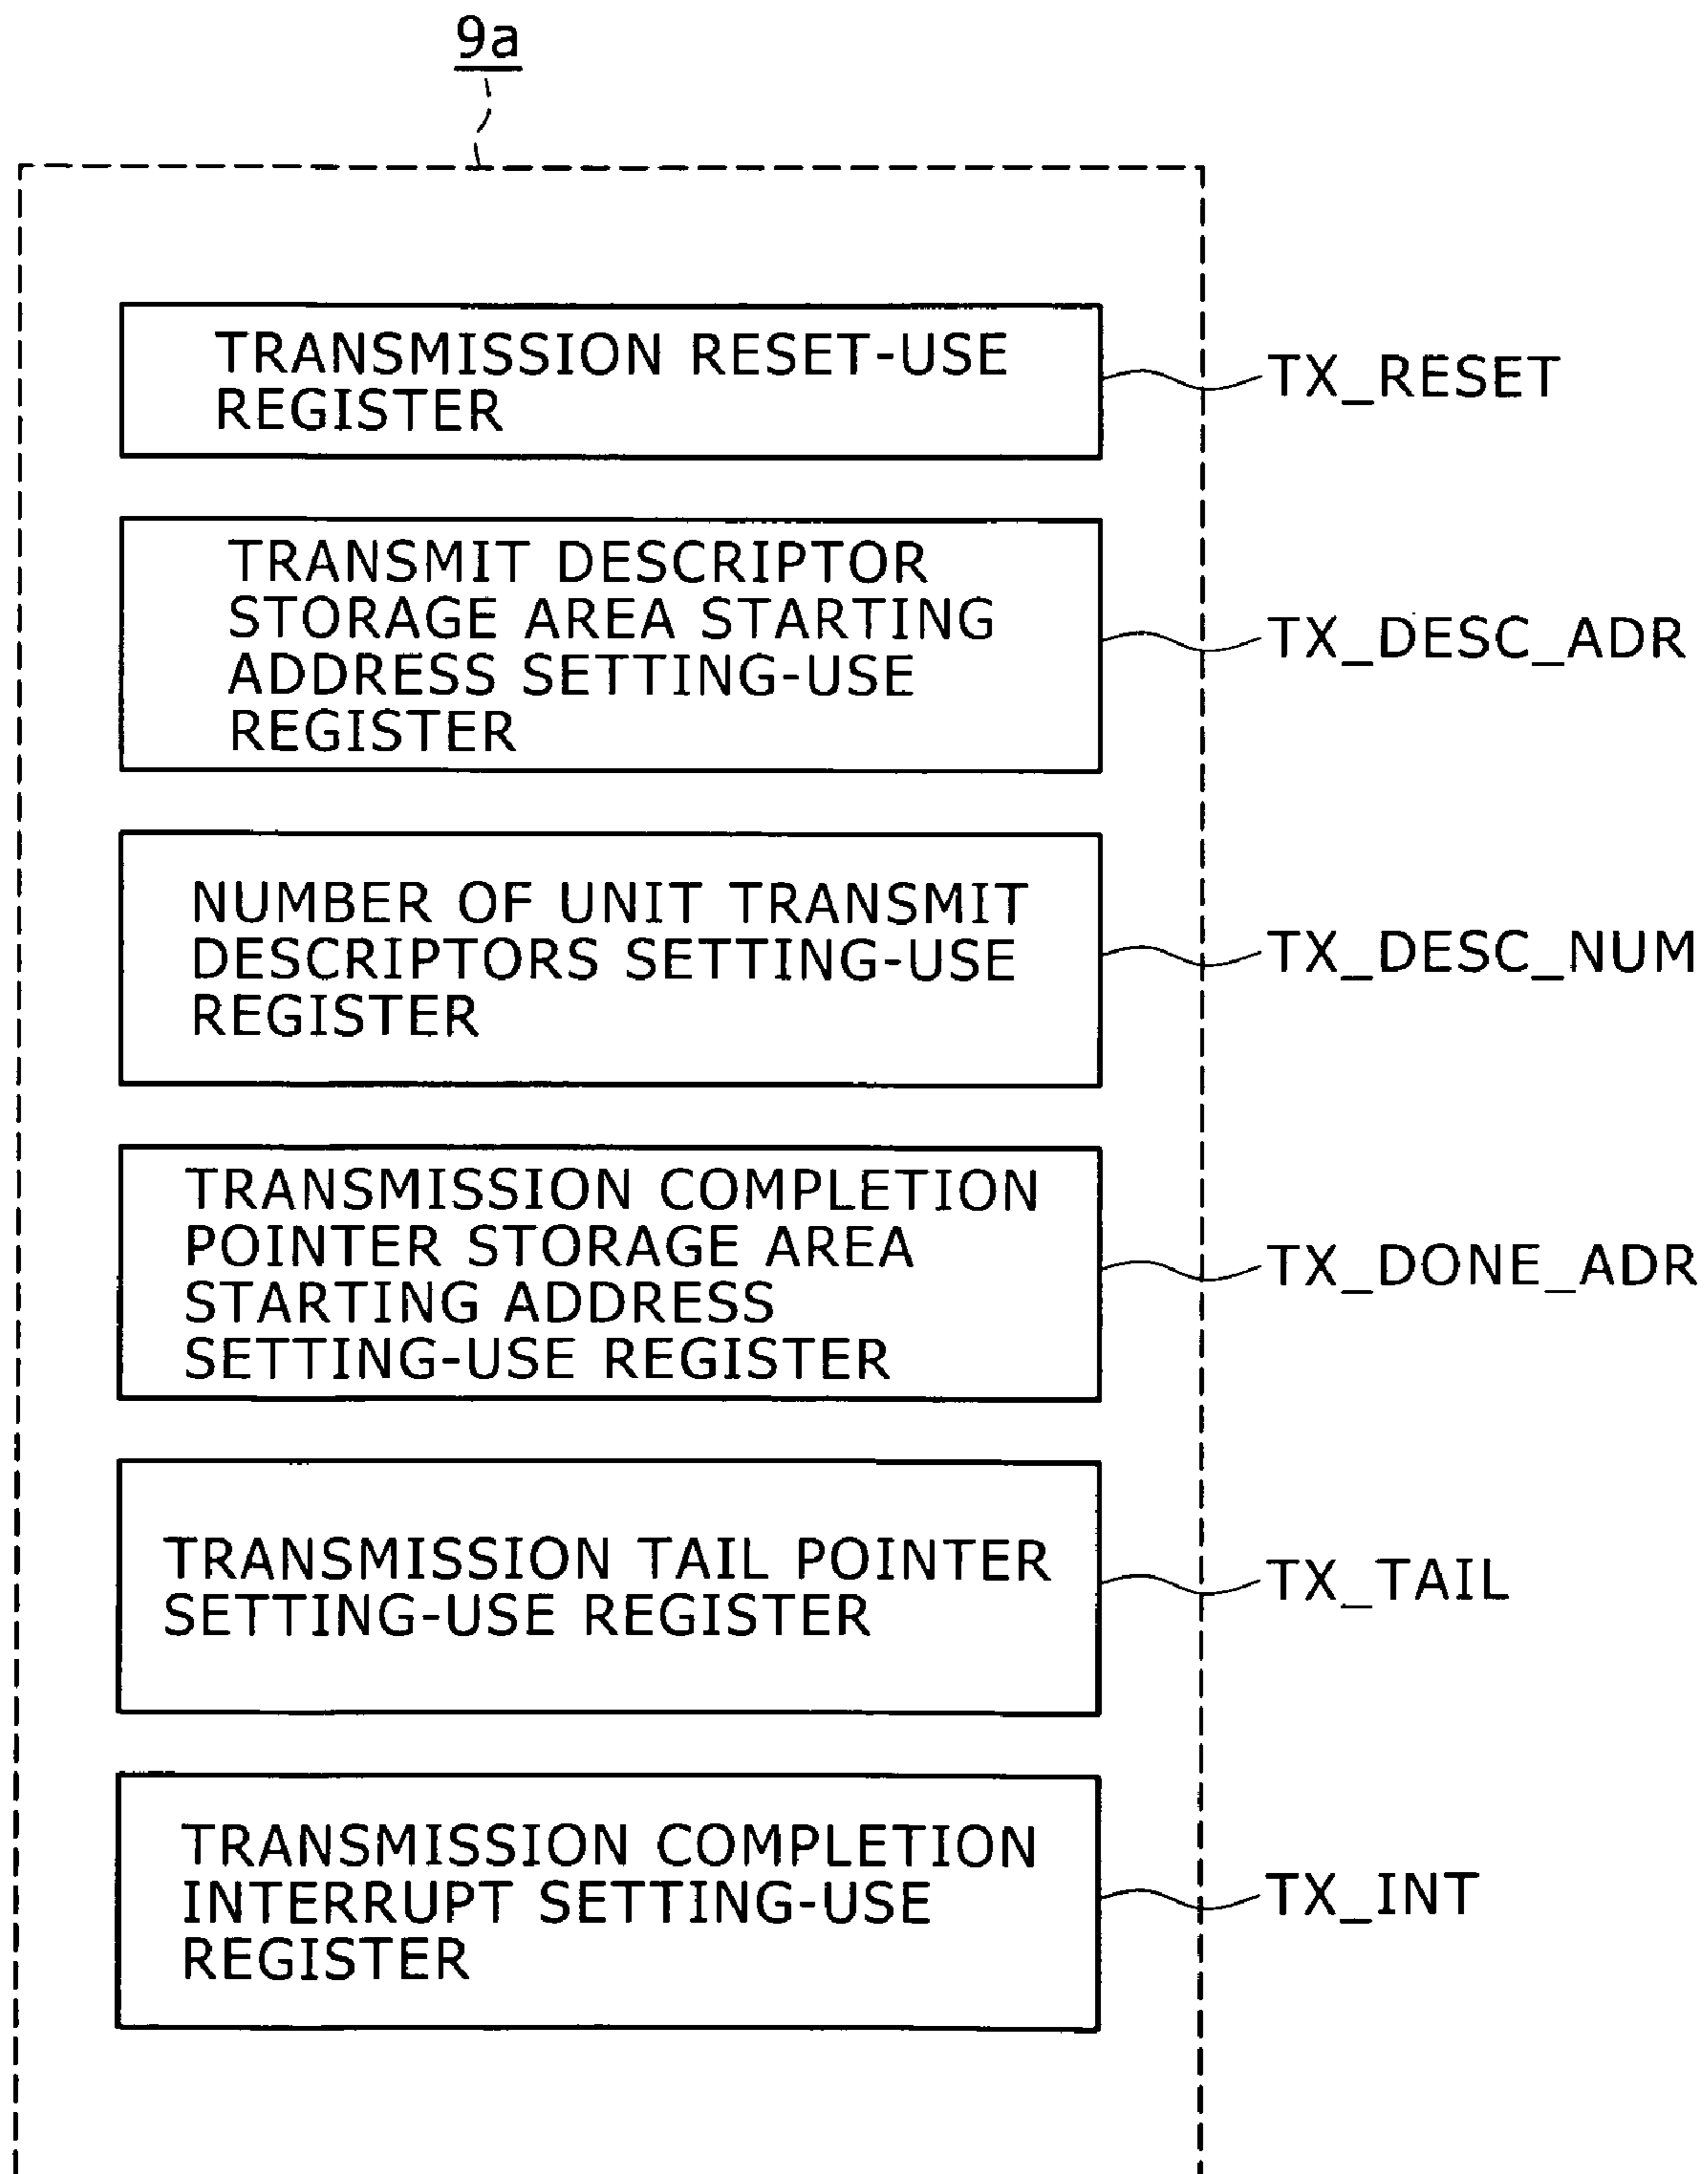 9a
TRANSMISSION RESET-USE
REGISTER
TX_RESET
TRANSMIT DESCRIPTOR
STORAGE AREA STARTING
ADDRESS SETTING-USE
REGISTER
TX_DESC_ADR
NUMBER OF UNIT TRANSMIT
DESCRIPTORS SETTING-USE
REGISTER
TX_DESC_NUM
TRANSMISSION COMPLETION
POINTER STORAGE AREA
STARTING ADDRESS
SETTING-USE REGISTER
TX_DONE_ADR
TRANSMISSION TAIL POINTER
SETTING-USE REGISTER
TX_TAIL
TRANSMISSION COMPLETION
INTERRUPT SETTING-USE
REGISTER
TX_INT